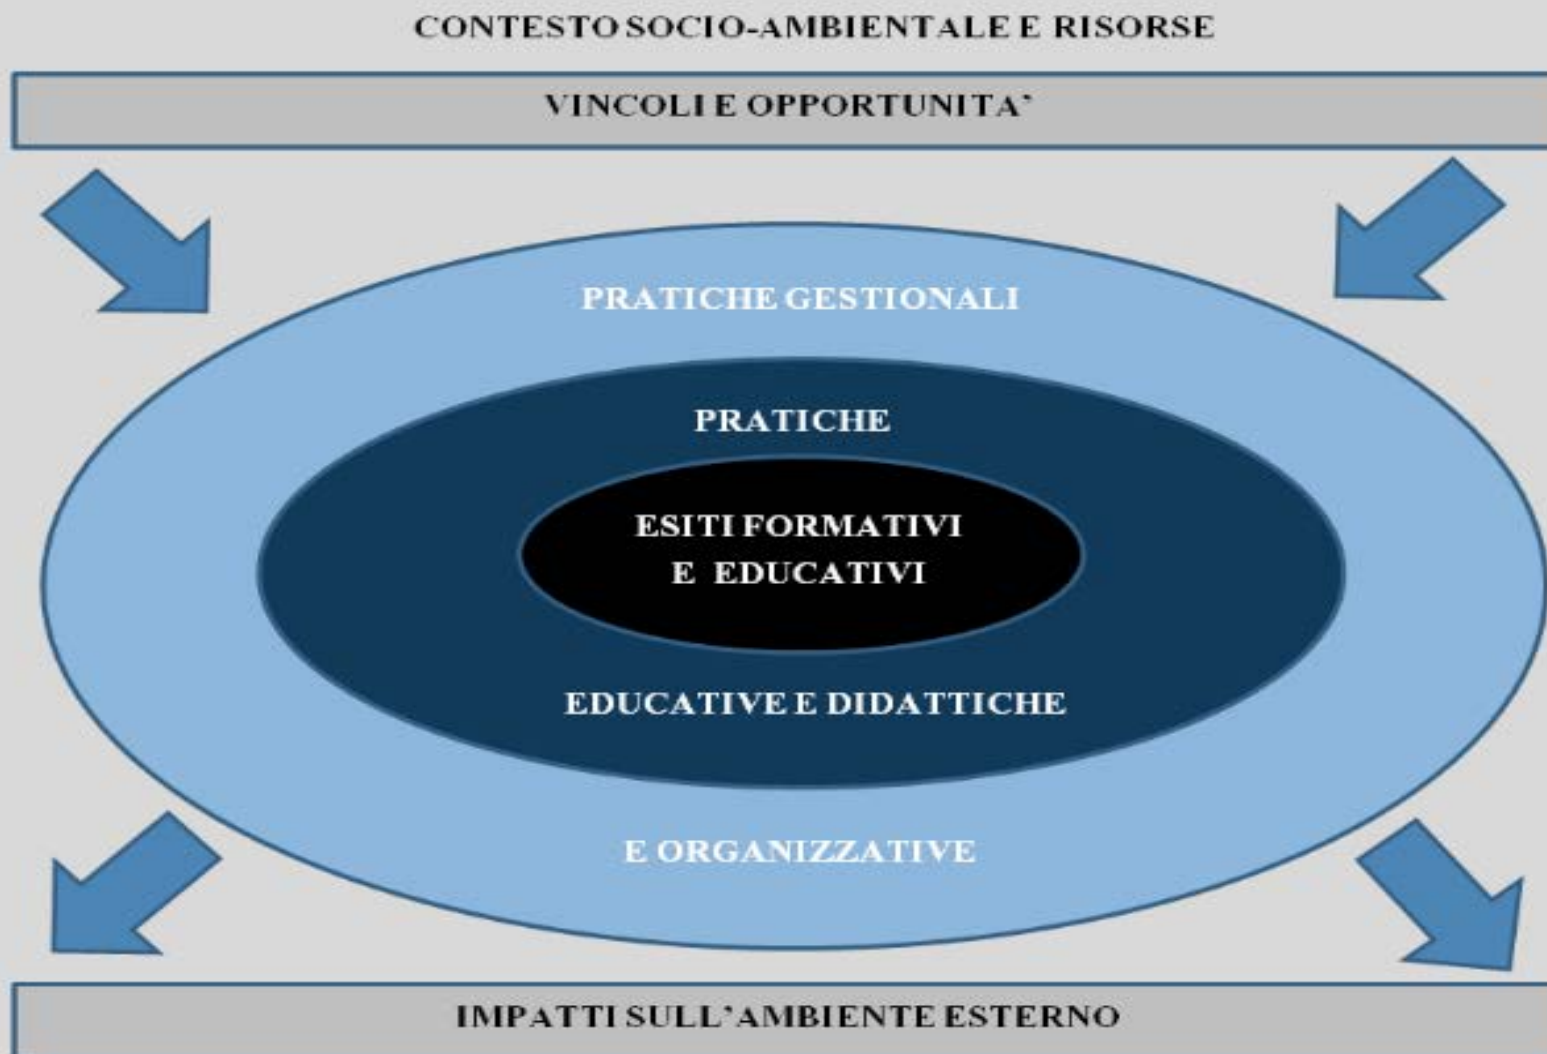 CONTESTO SOCIO-AMBIENTALE E RISORSE
VINCOLI E OPPORTUNITA’
PRATICHE GESTIONALI
PRATICHE
ESITI FORMATIVI
E EDUCATIVI
EDUCATIVE E DIDATTICHE
E ORGANIZZATIVE
IMPATTI SULL’AMBIENTE ESTERNO